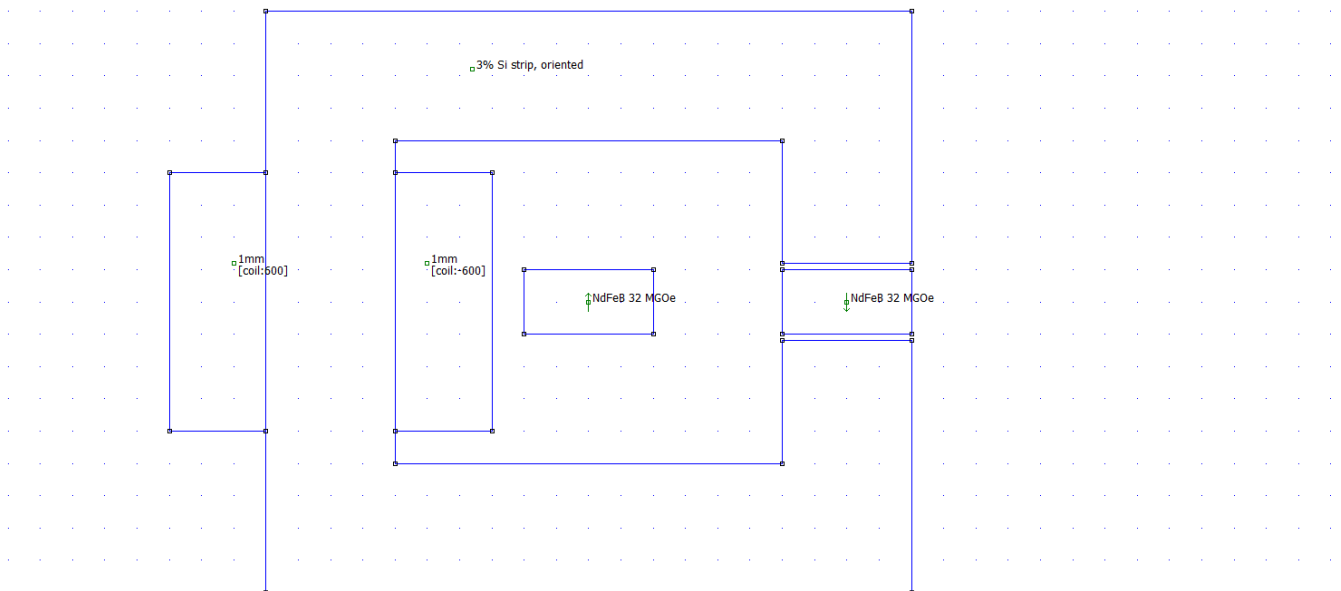 3% Si strip, oriented
1mm
[coil:600]
1mm
[coil:-600]
NdFeB 32 MGOe
NdFeB 32 MGOe